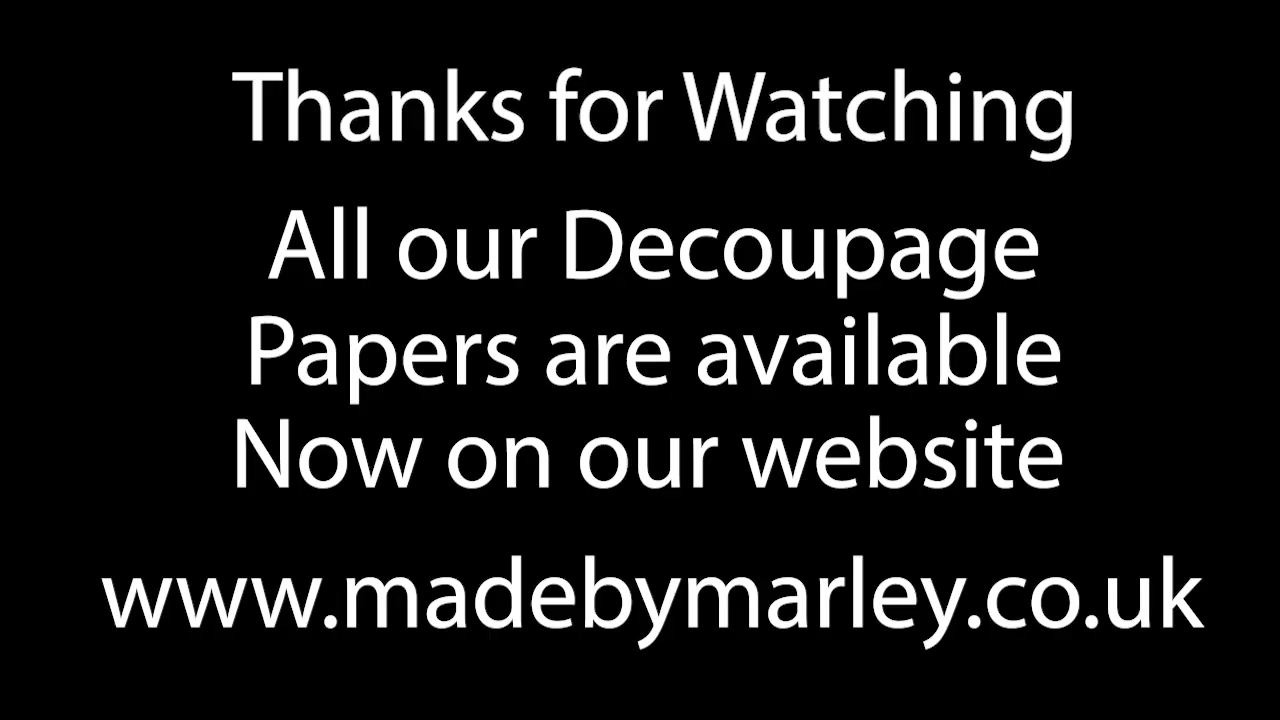 Thanks for Watching
All our Decoupage
Papers are available
Now on our website
www.madebymarley.co.uk